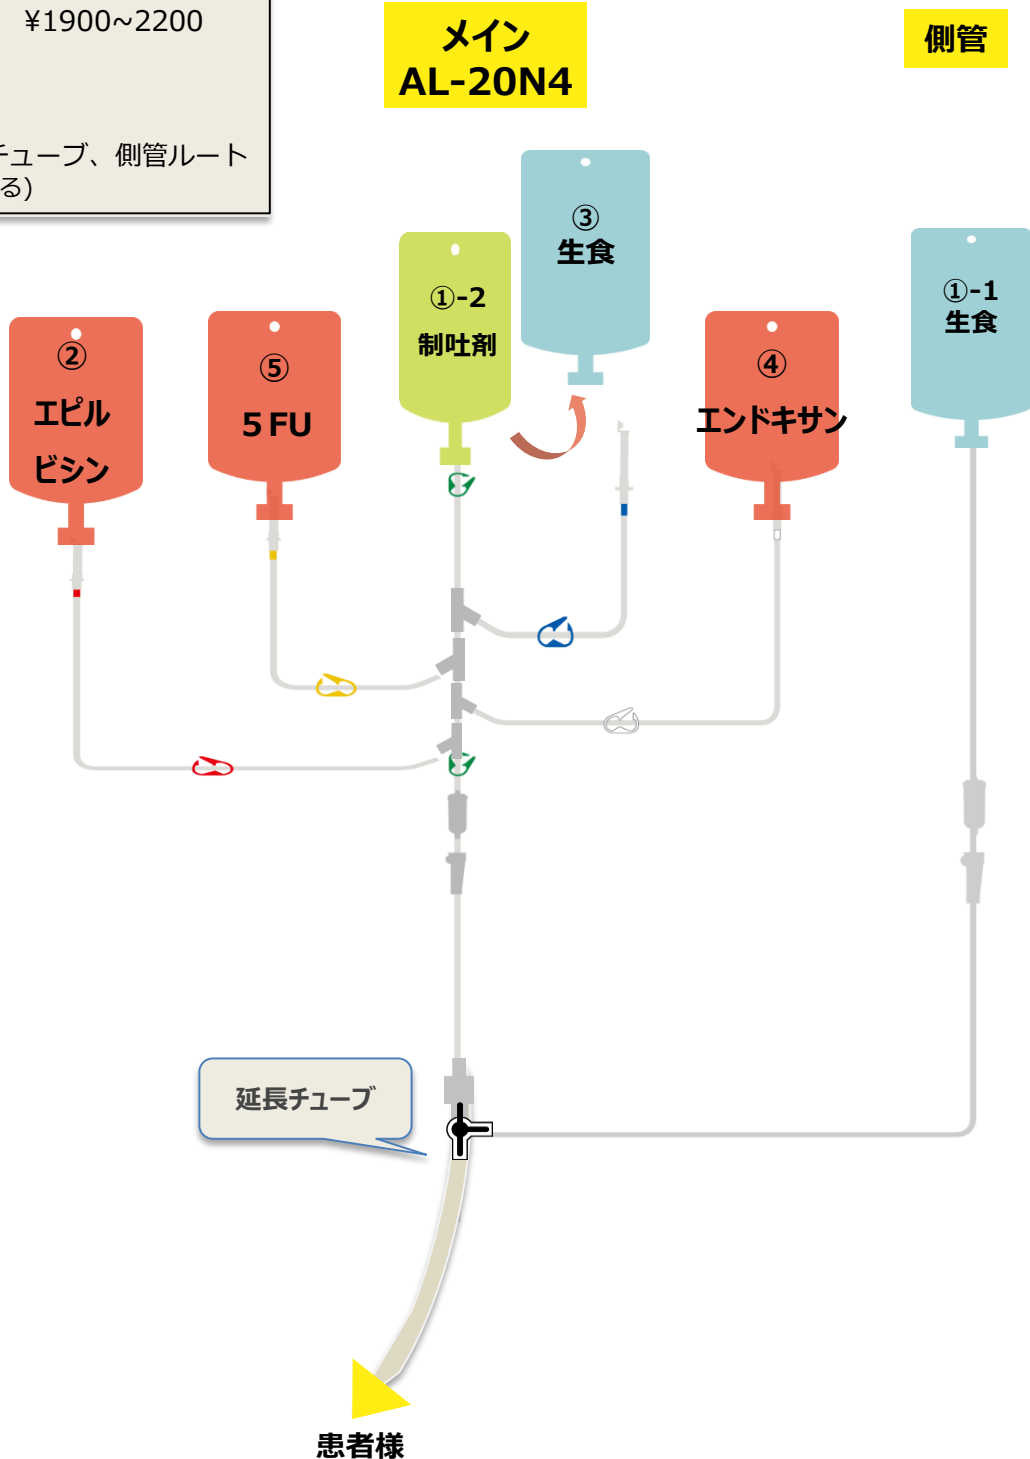 ¥1900~2200
チューブ、側管ルート
る)
メイン
AL-20N4
側管
③
生食
①-2
制吐剤
①-1
生食
②
エピル
ビシン
⑤
５FU
④
エンドキサン
延長チューブ
患者様